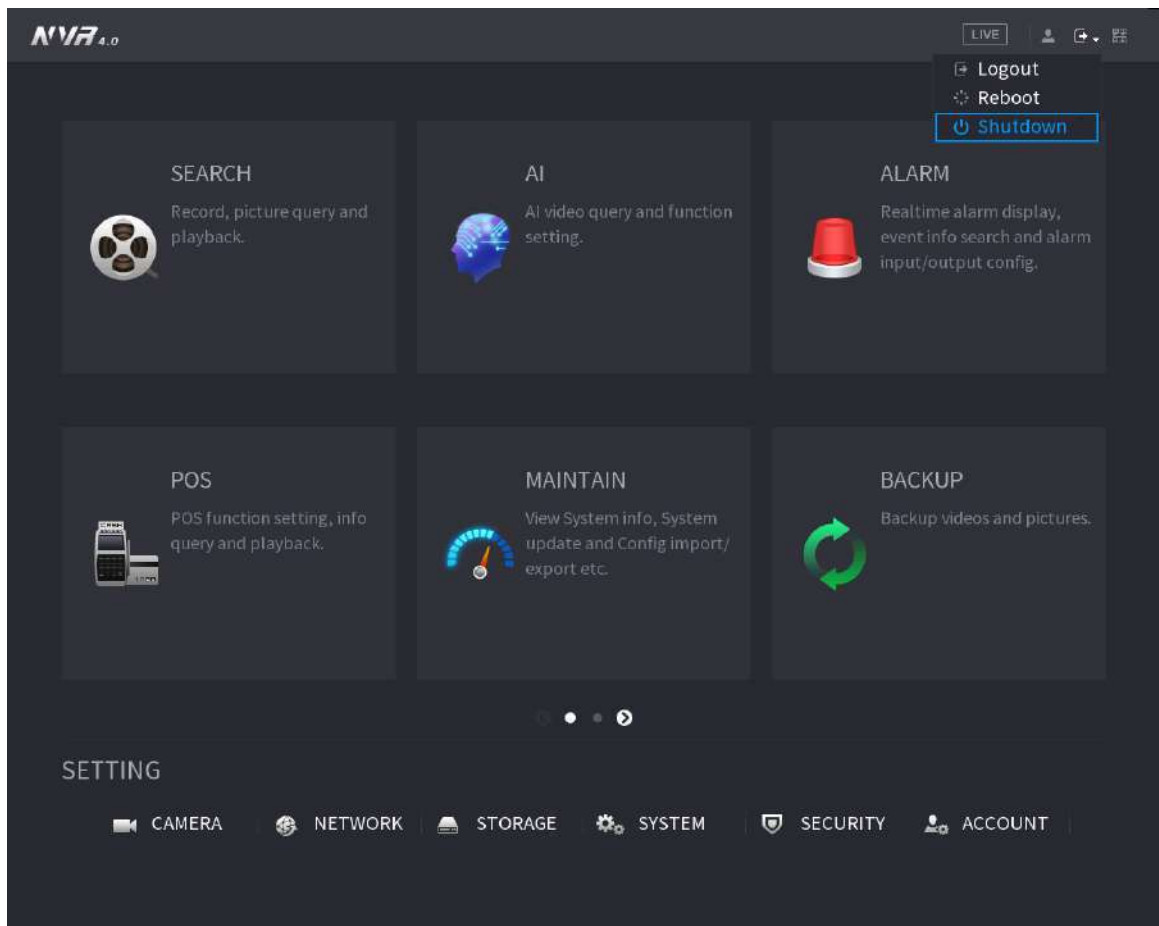 NVR 4.0
LIVE
Logout
Reboot
Shutdown
SEARCH
Record, picture query and
playback.
AI
AI video query and function
setting.
ALARM
Realtime alarm display,
event info search and alarm
input/output config.
POS
POS function setting, info
query and playback.
MAINTAIN
View System info, System
update and Config import/
export etc.
BACKUP
Backup videos and pictures.
SETTING
CAMERA NETWORK STORAGE SYSTEM SECURITY ACCOUNT